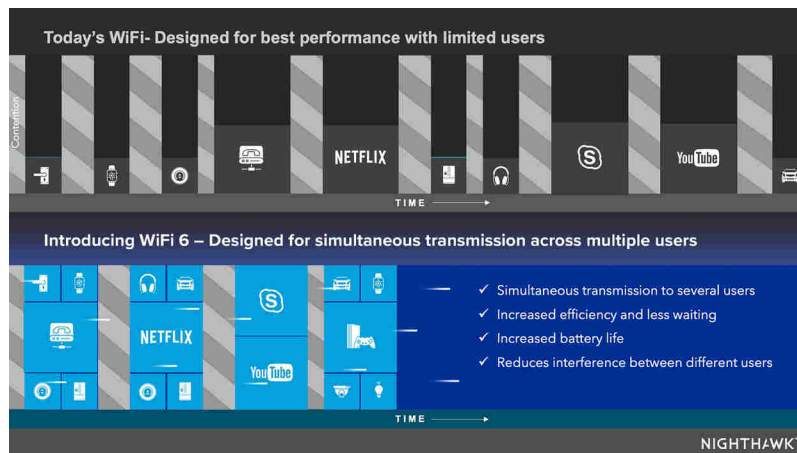 Today's WiFi- Designed for best performance with limited users
Contention
NETFLIX
S
YouTube
TIME
Introducing WiFi 6 – Designed for simultaneous transmission across multiple users
S
NETFLIX
YouTube
Simultaneous transmission to several users
Increased efficiency and less waiting
Increased battery life
Reduces interference between different users
TIME
NIGHTHAWK